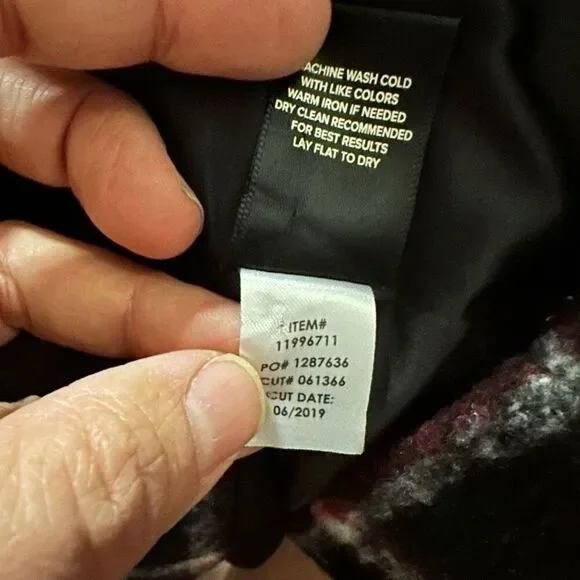 ACHINE WASH COLD
WITH LIKE COLORS
WARM IRON IF NEEDED
DRY CLEAN RECOMMENDED
FOR BEST RESULTS
LAY FLAT TO DRY
ITEM#
11996711
PO# 1287636
CUT# 061366
CUT DATE:
06/2019